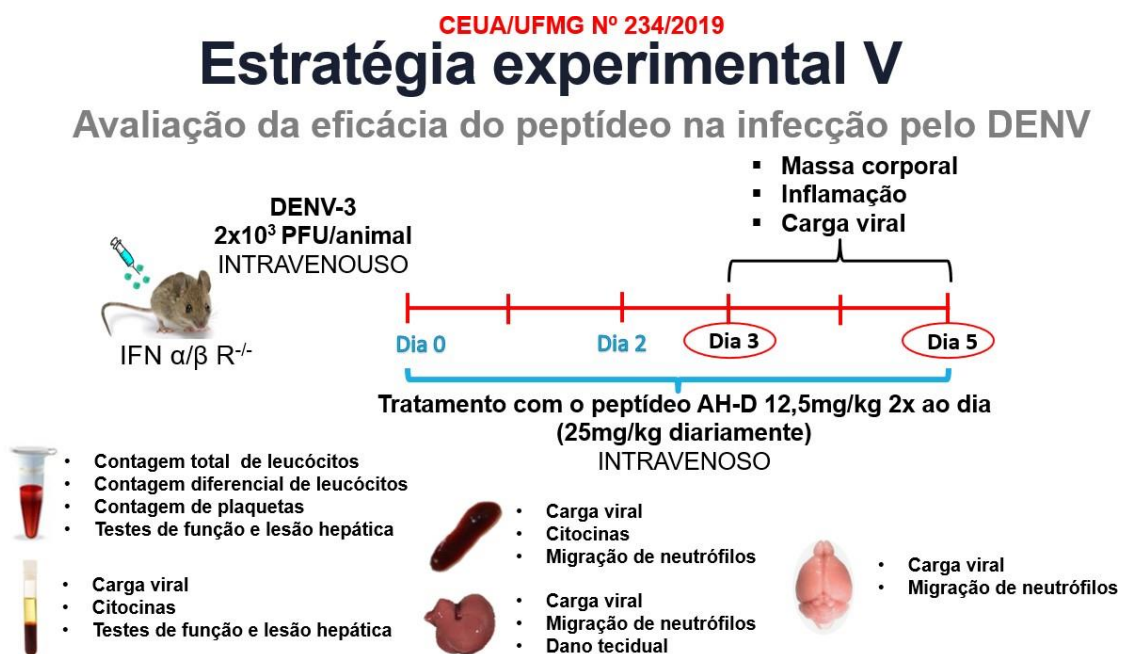 CEUA/UFMG Nº 234/2019
Estratégia experimental V
Avaliação da eficácia do peptídeo na infecção pelo DENV
▪ Massa corporal
▪ Inflamação
▪ Carga viral
DENV-3
2x10³ PFU/animal
INTRAVENOUSO
IFN α/β R⁻/⁻
Dia 0
Dia 2
Dia 3
Dia 5
Tratamento com o peptídeo AH-D 12,5mg/kg 2x ao dia
(25mg/kg diariamente)
INTRAVENOSO
• Contagem total de leucócitos
• Contagem diferencial de leucócitos
• Contagem de plaquetas
• Testes de função e lesão hepática
• Carga viral
• Citocinas
• Testes de função e lesão hepática
• Carga viral
• Citocinas
• Migração de neutrófilos
• Carga viral
• Migração de neutrófilos
• Dano tecidual
• Carga viral
• Migração de neutrófilos